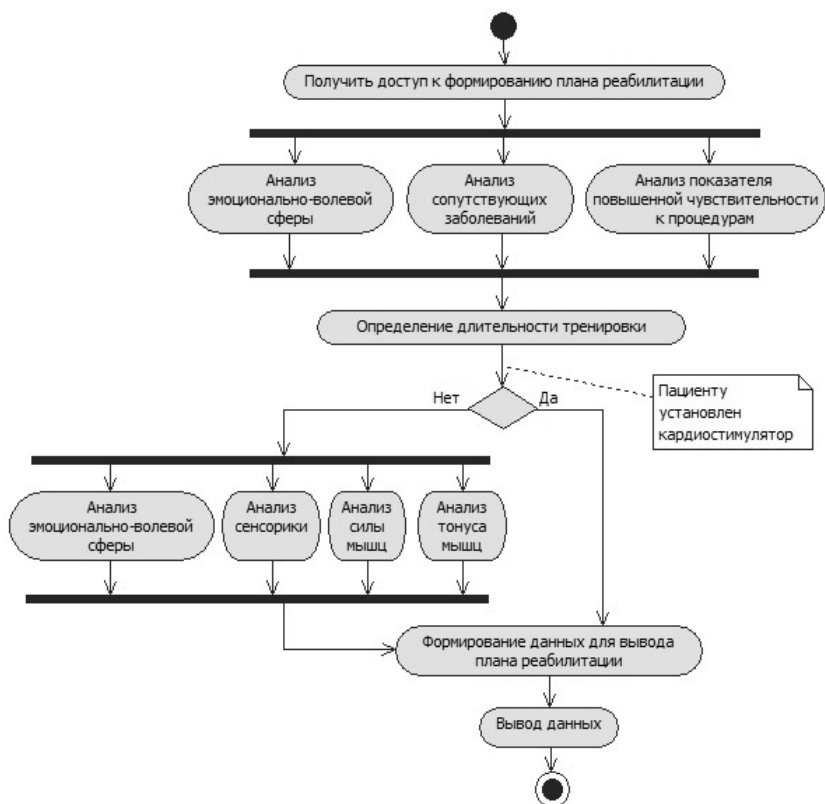 Получить доступ к формированию плана реабилитации
Анализ
эмоционально-волевой
сферы
Анализ
сопутствующих
заболеваний
Анализ показателя
повышенной чувствительности
к процедурам
Определение длительности тренировки
Нет
Да
Пациенту
установлен
кардиостимулятор
Анализ
эмоционально-волевой
сферы
Анализ
сенсорики
Анализ
силы
мышц
Анализ
тонуса
мышц
Формирование данных для вывода
плана реабилитации
Вывод данных